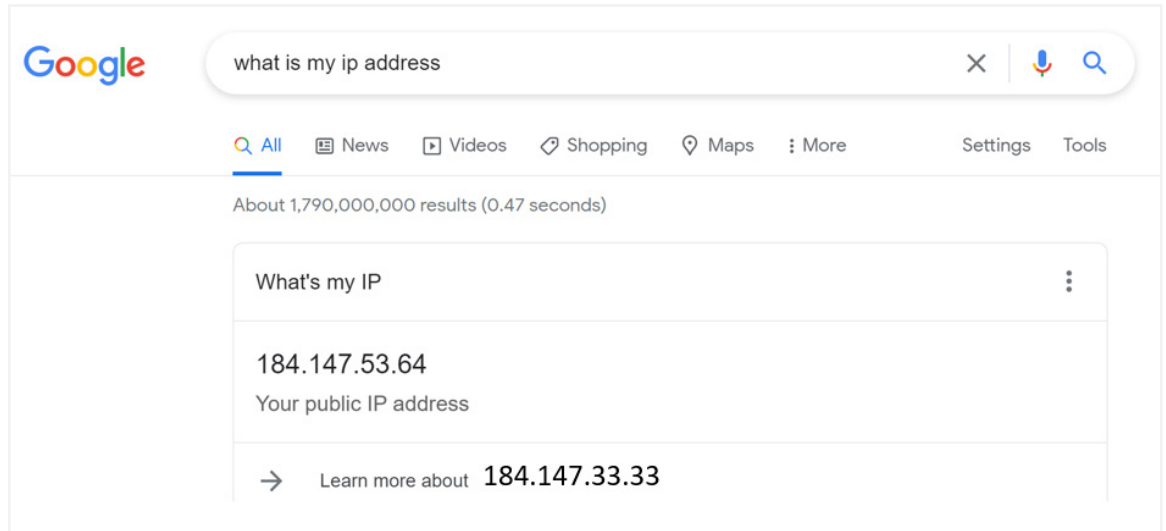 Google what is my ip address
All News Videos Shopping Maps More Settings Tools
About 1,790,000,000 results (0.47 seconds)
What's my IP
184.147.53.64
Your public IP address
Learn more about 184.147.33.33